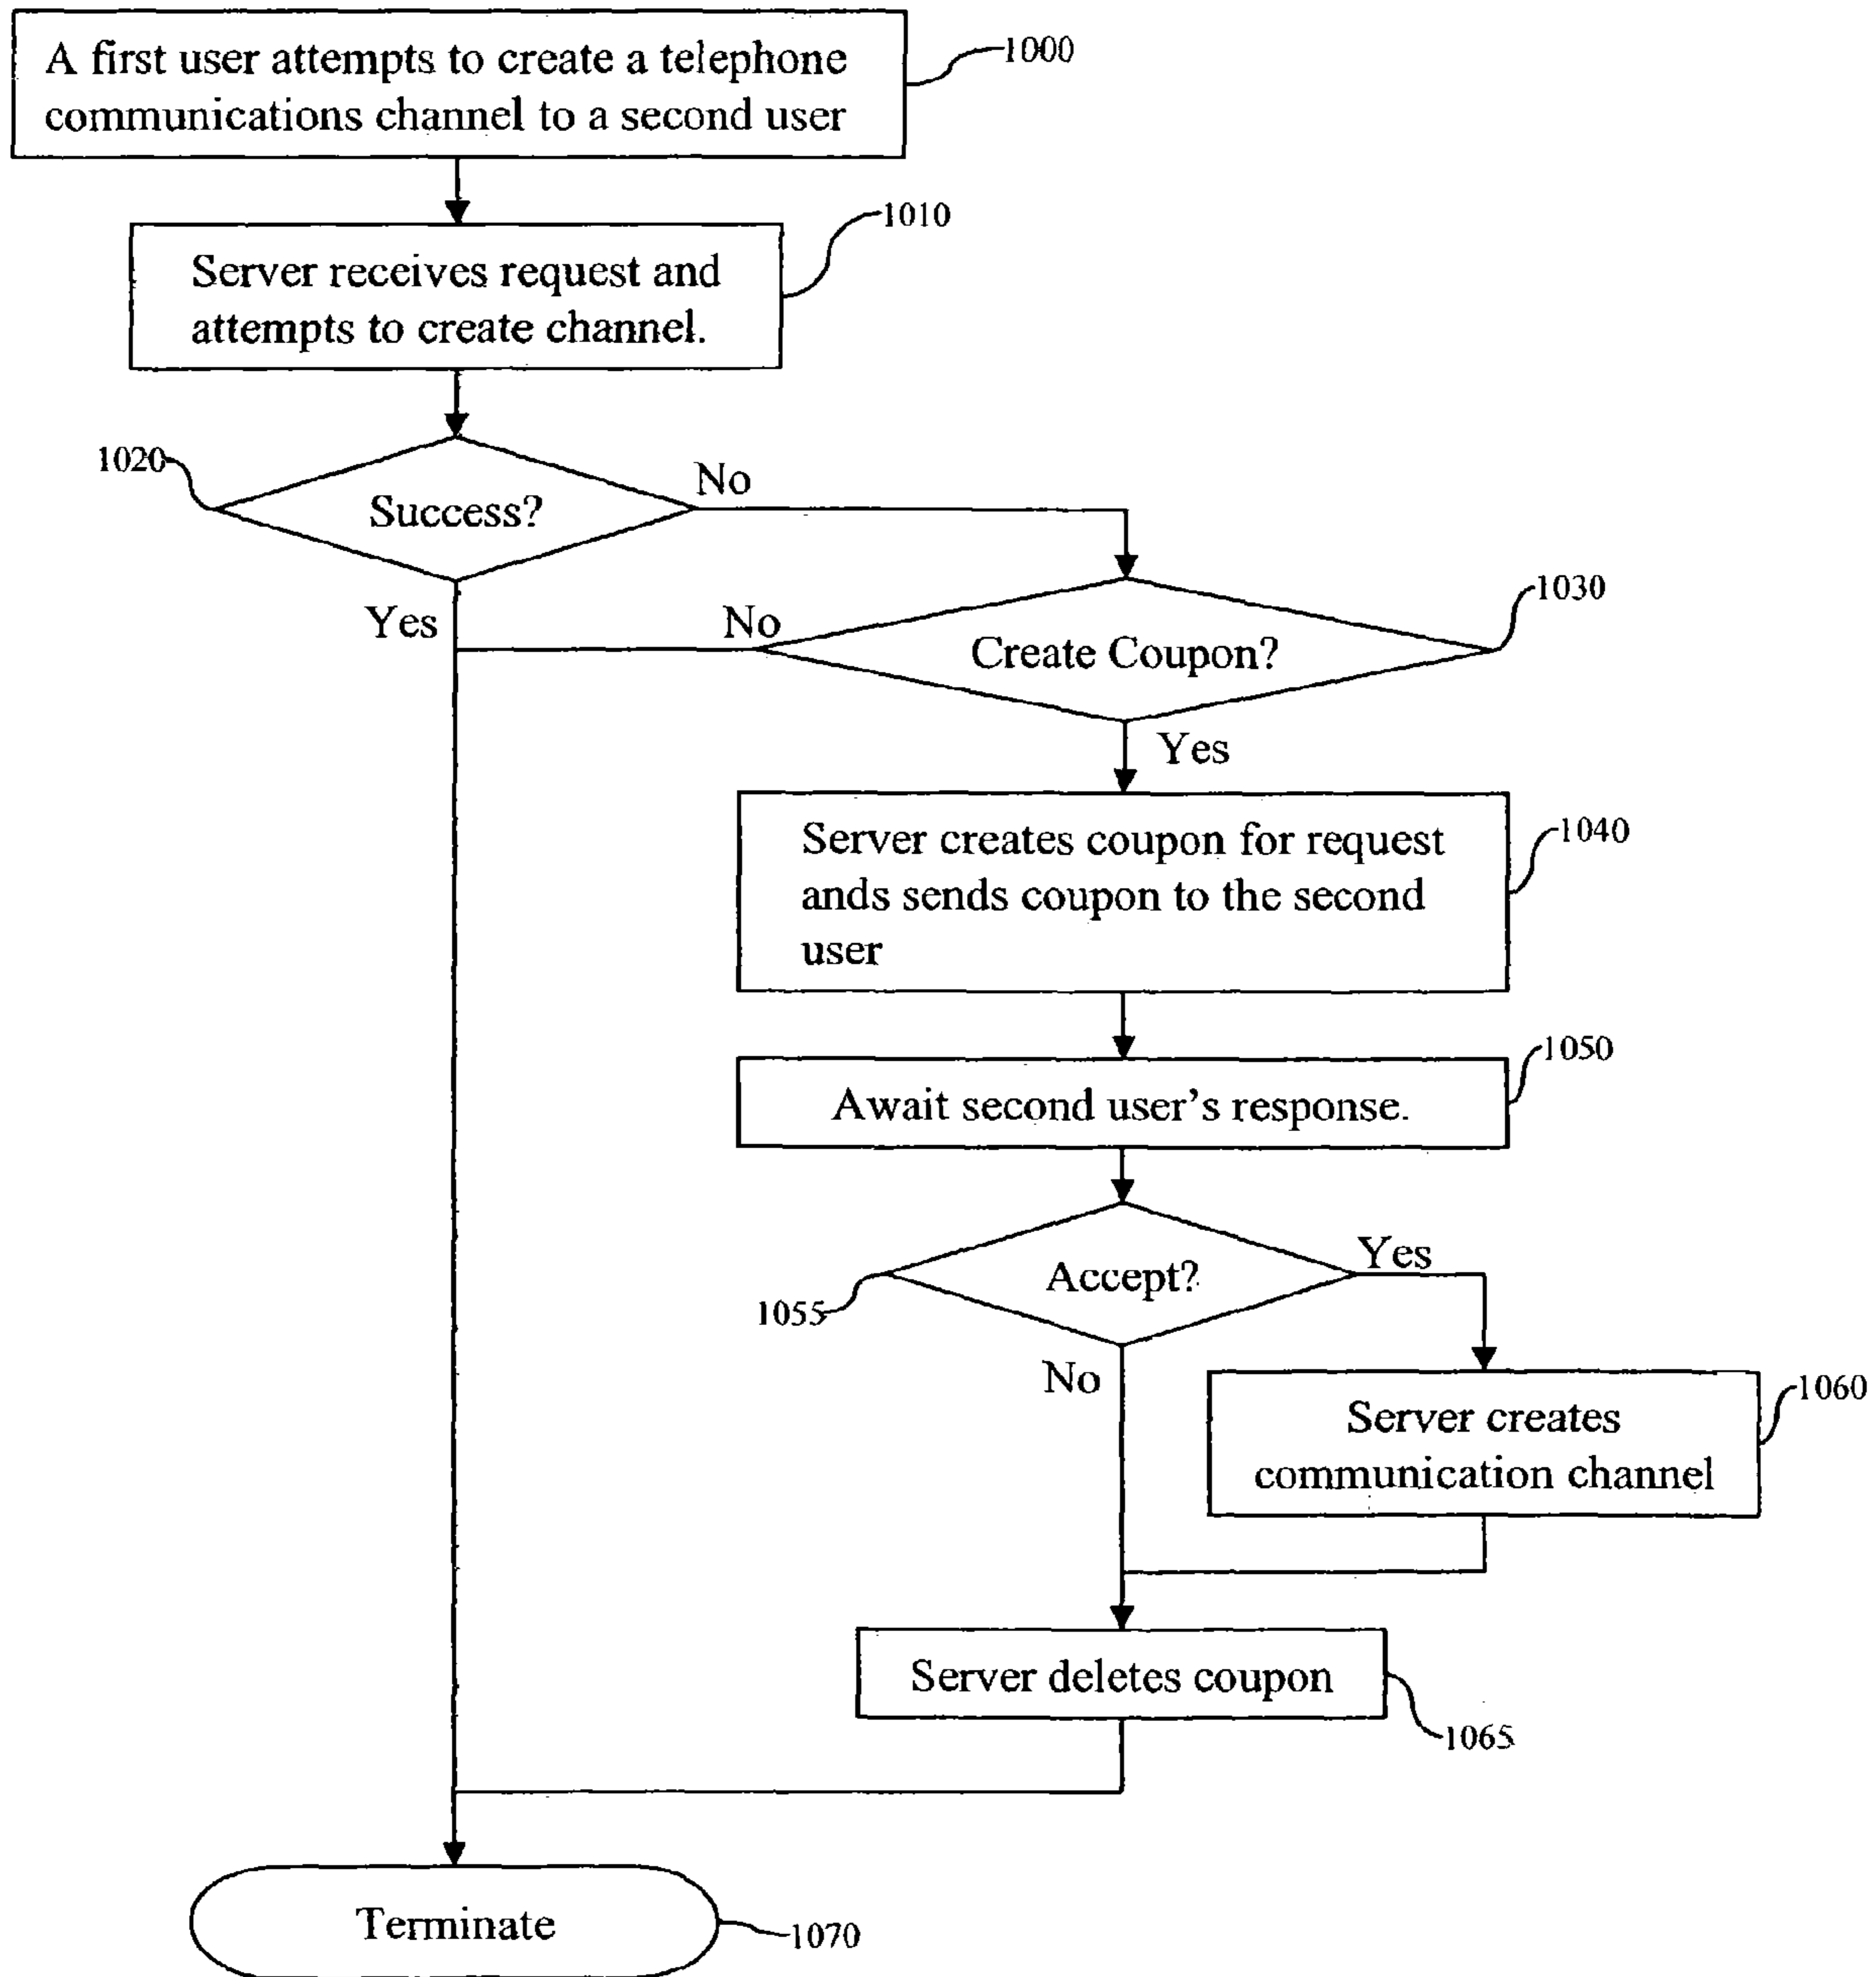 A first user attempts to create a telephone
communications channel to a second user
1000
1010
Server receives request and
attempts to create channel.
1020
Success?
No
Yes
No
1030
Create Coupon?
Yes
Server creates coupon for request
ands sends coupon to the second
user
1040
1050
Await second user's response.
Accept?
Yes
1055
No
1060
Server creates
communication channel
Server deletes coupon
1065
Terminate
1070